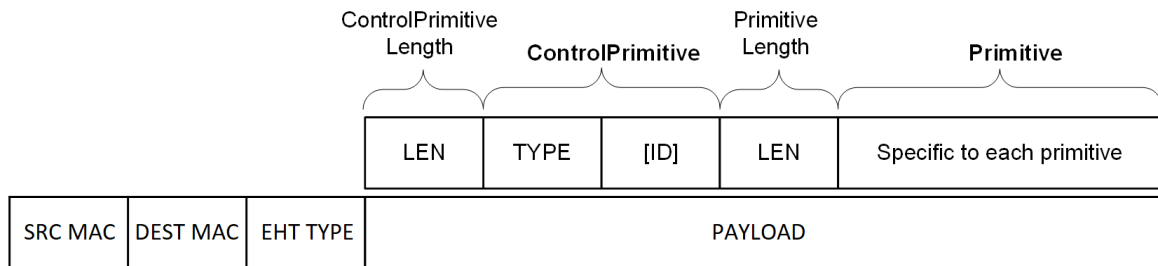 ControlPrimitive
Length
ControlPrimitive
Primitive
Length
Primitive
LEN
TYPE
[ID]
LEN
Specific to each primitive
SRC MAC
DEST MAC
EHT TYPE
PAYLOAD